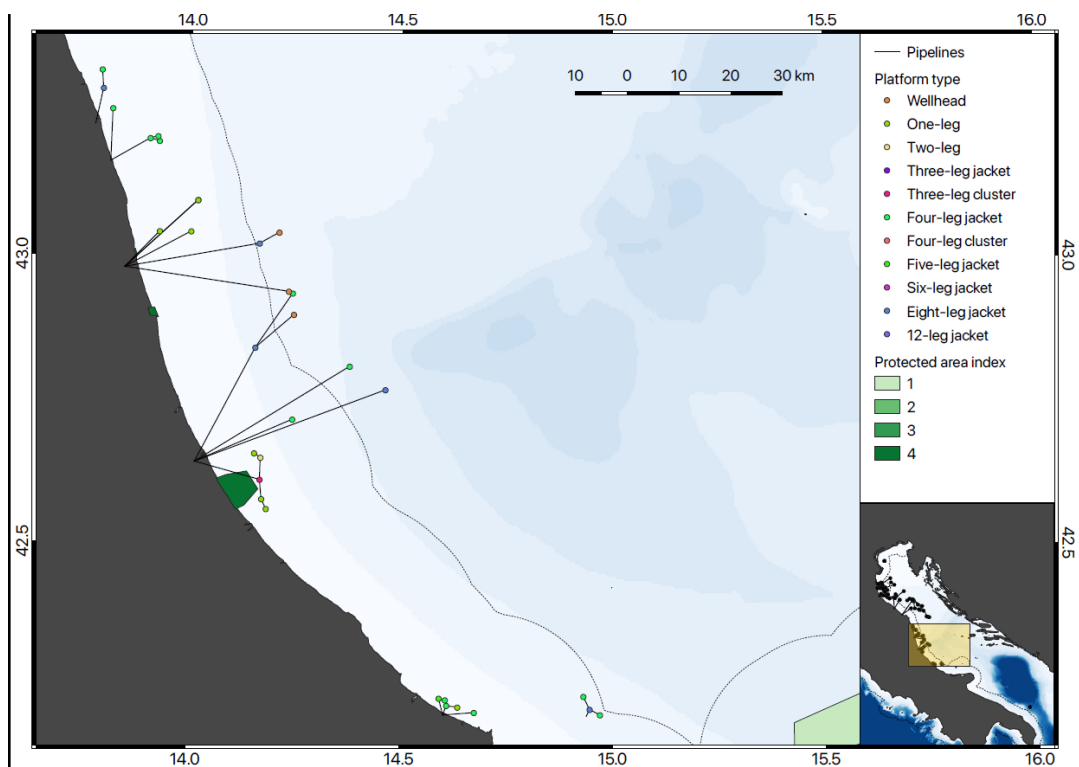 14.0 14.5 15.0 15.5 16.0
10 0 10 20 30 km
Pipelines
Platform type
Wellhead
One-leg
Two-leg
Three-leg jacket
Three-leg cluster
Four-leg jacket
Four-leg cluster
Five-leg jacket
Six-leg jacket
Eight-leg jacket
12-leg jacket
Protected area index
1
2
3
4
43.0 43.0
42.5 42.5
14.0 14.5 15.0 15.5 16.0